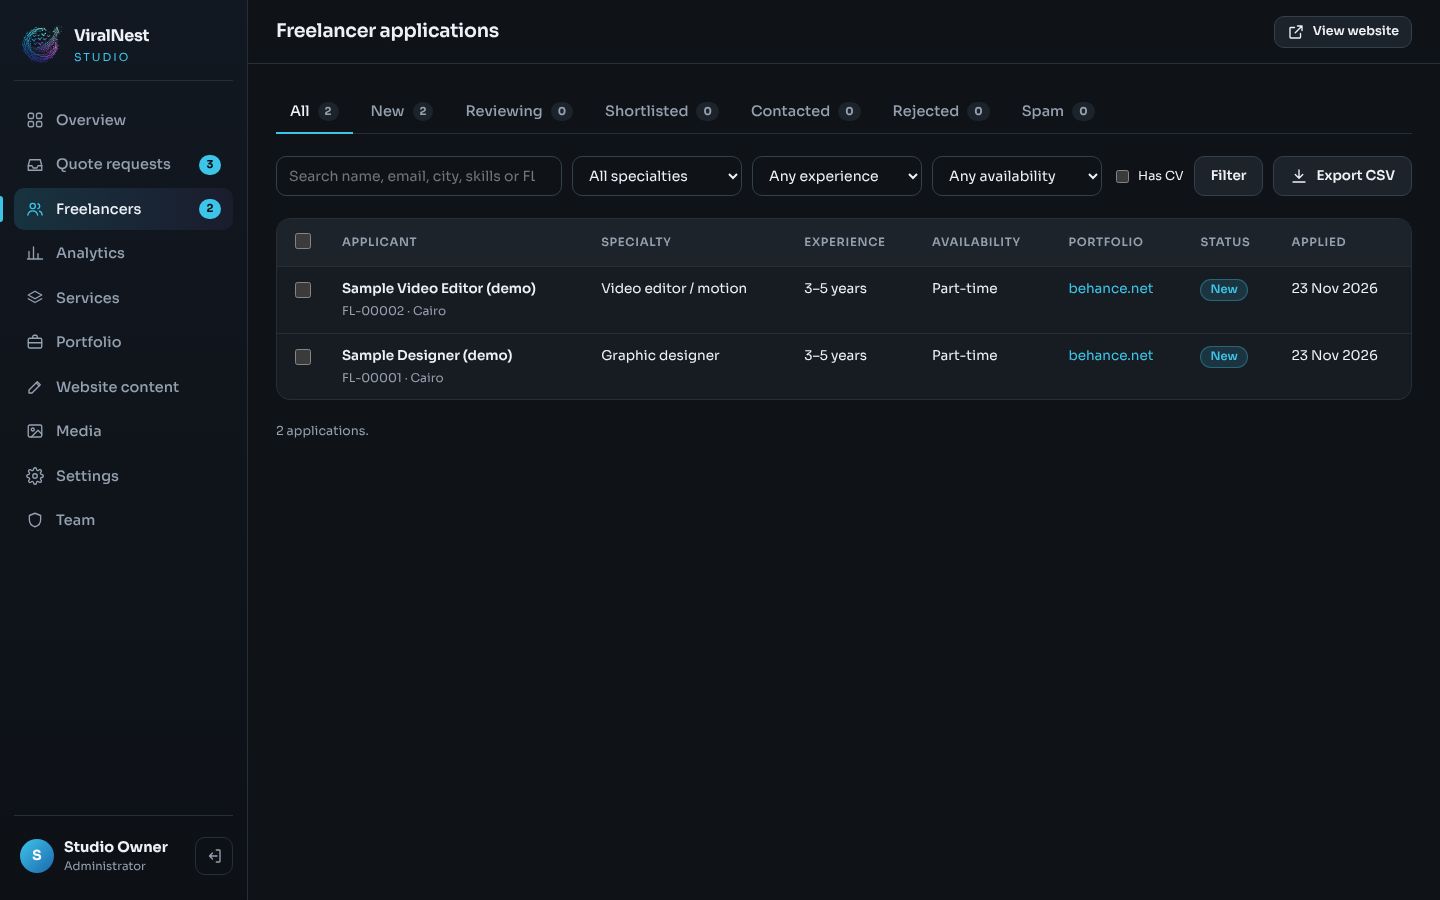 ViralNest
STUDIO
Overview
Quote requests 3
Freelancers 2
Analytics
Services
Portfolio
Website content
Media
Settings
Team
S
Studio Owner
Administrator
Freelancer applications
View website
All 2 New 2 Reviewing 0 Shortlisted 0 Contacted 0 Rejected 0 Spam 0
Search name, email, city, skills or FL All specialties Any experience Any availability Has CV Filter Export CSV
APPLICANT SPECIALTY EXPERIENCE AVAILABILITY PORTFOLIO STATUS APPLIED
Sample Video Editor (demo) Video editor / motion 3–5 years Part-time behance.net New 23 Nov 2026
FL-00002 · Cairo
Sample Designer (demo) Graphic designer 3–5 years Part-time behance.net New 23 Nov 2026
FL-00001 · Cairo
2 applications.